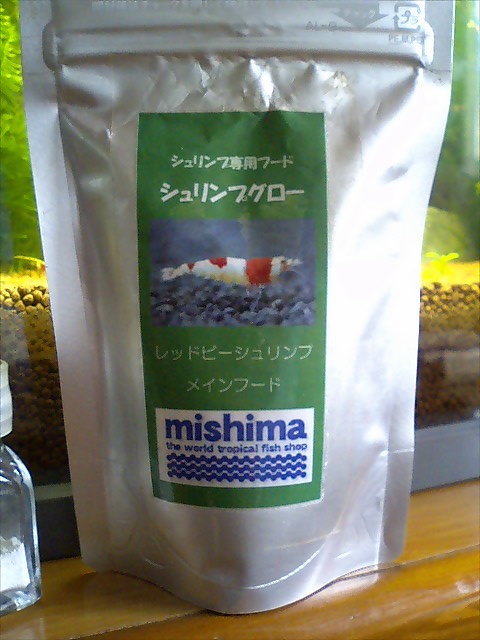 シュリンプ専用フード
シュリンプグロー
レッドビーシュリンプ
メインフード
mishima
the world tropical fish shop